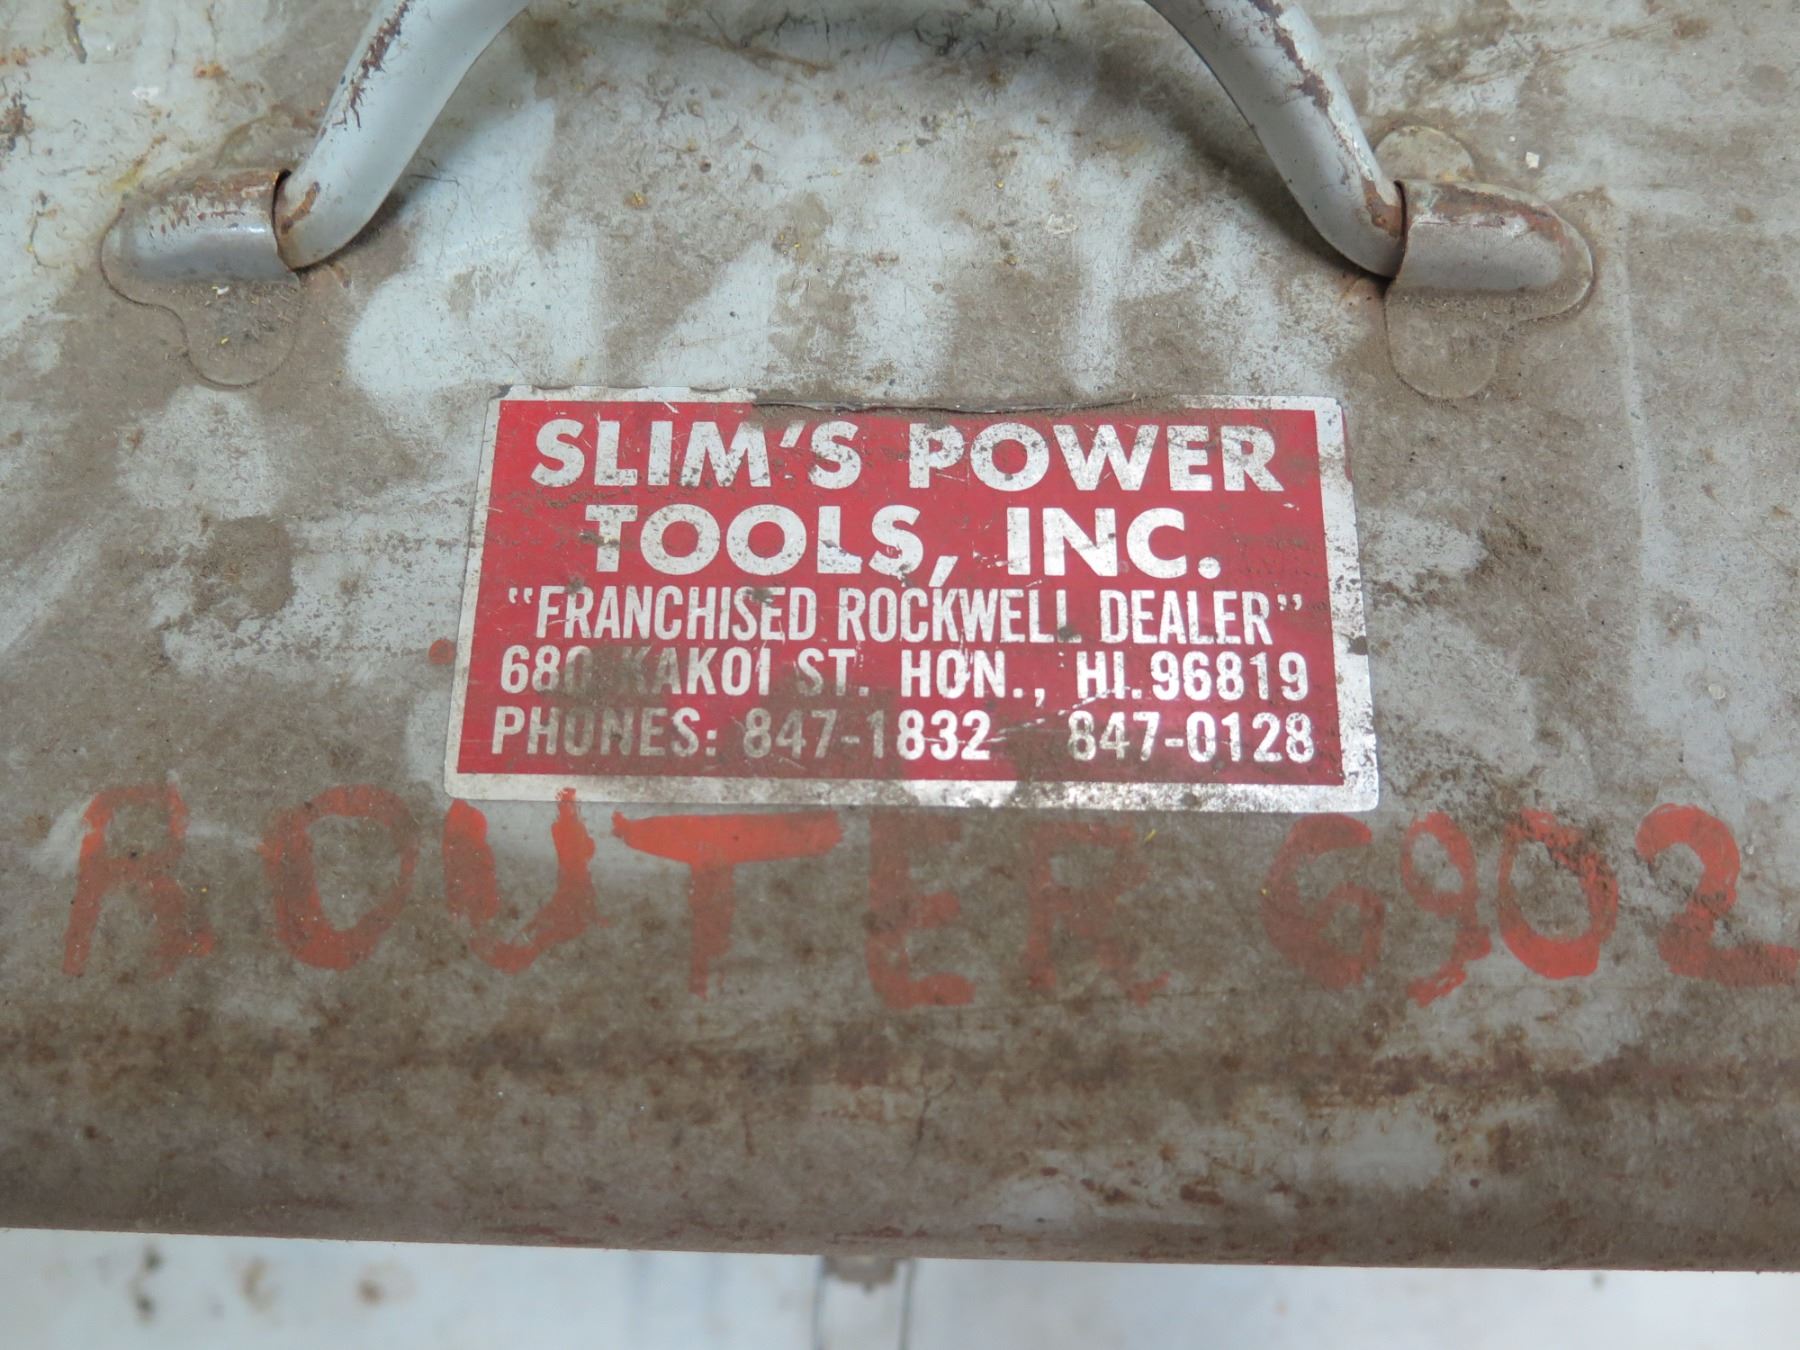 SLIM'S POWER
TOOLS, INC.
"FRANCHISED ROCKWELL DEALER"
680 KAKOI ST. HON., HI. 96819
PHONES: 847-1832 847-0128
ROUTER 6902